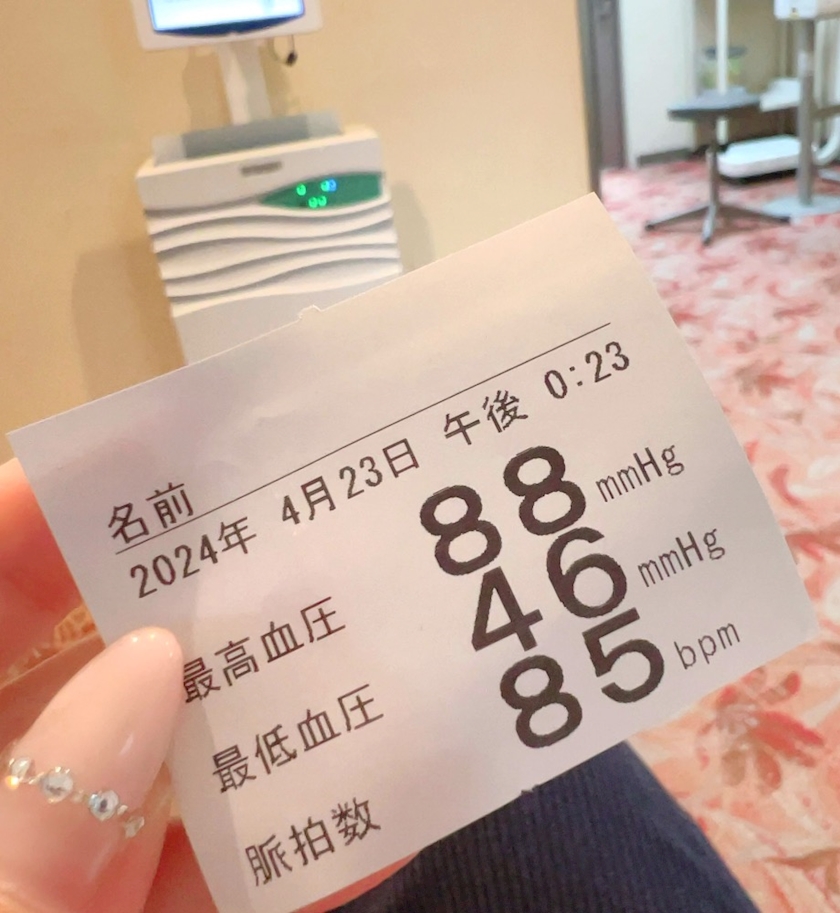 名前
2024年 4月23日 午後 0:23
最高血圧 88 mmHg
最低血圧 46 mmHg
脈拍数 85 bpm